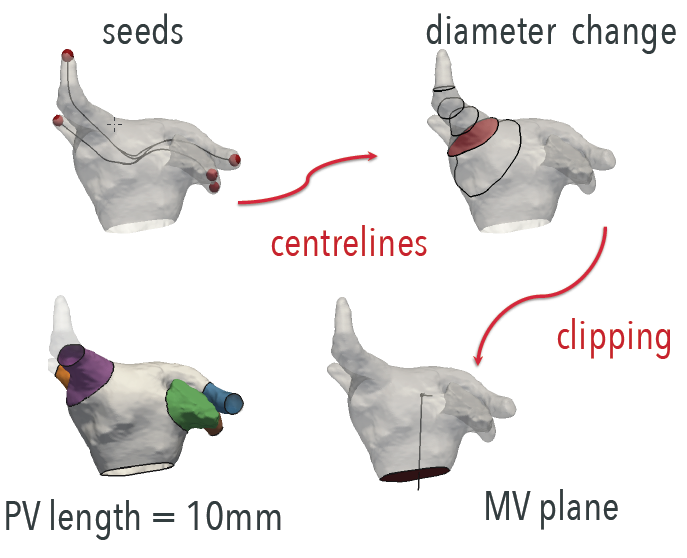 seeds
diameter change
centrelines
clipping
PV length = 10mm
MV plane